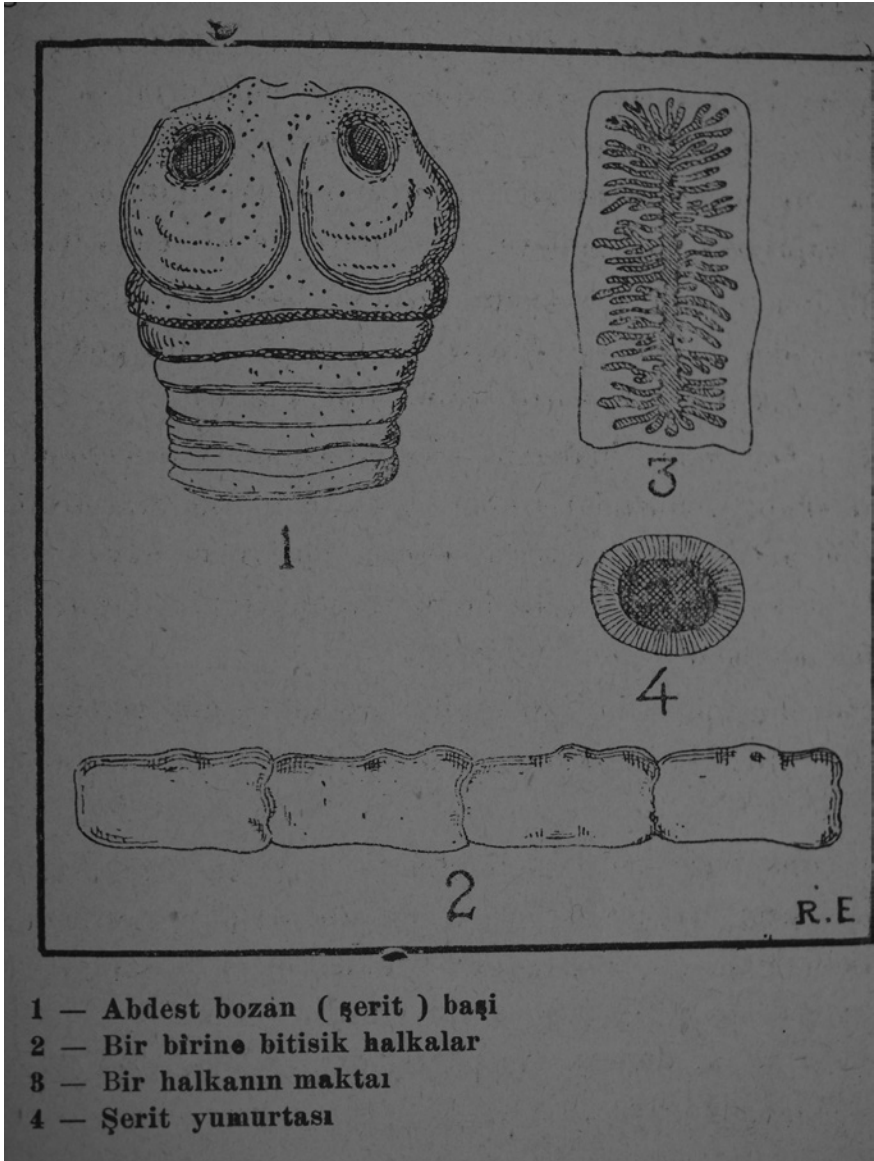 1
3
4
2
R.E
1 — Abdest bozan ( şerit ) başi
2 — Bir birine bitisik halkalar
3 — Bir halkanın maktaı
4 — Şerit yumurtası